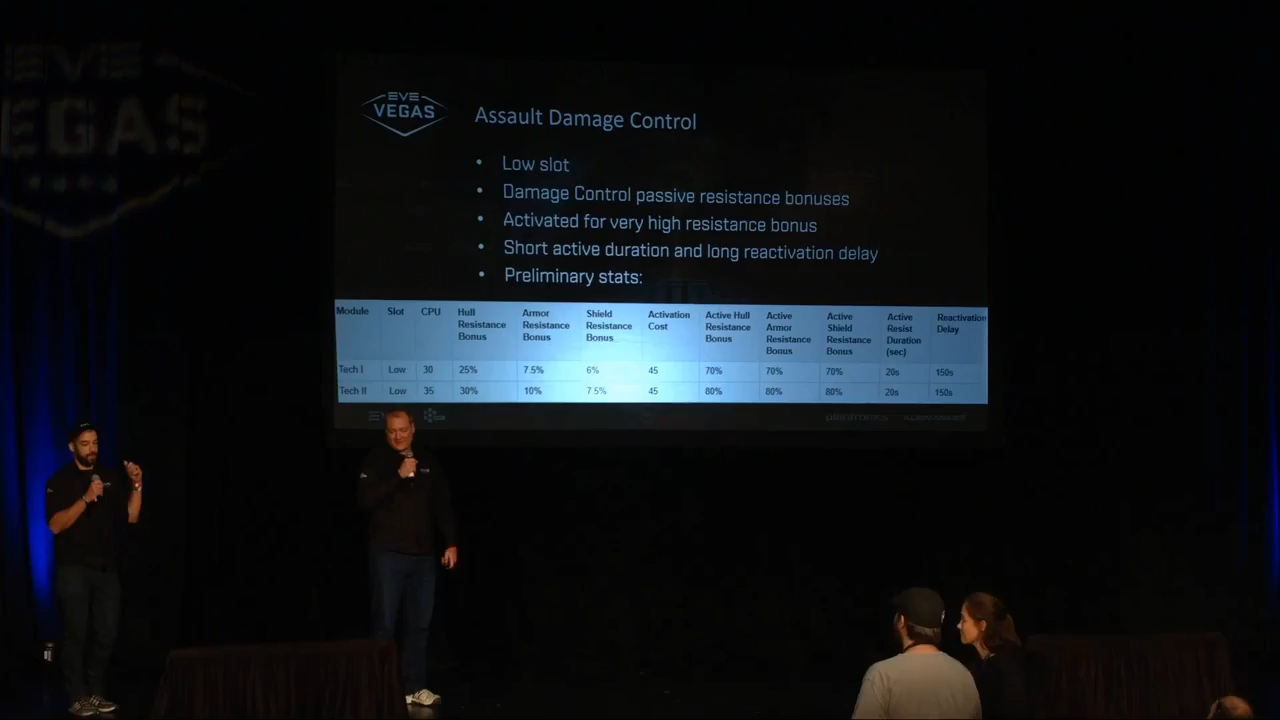 EVE
VEGAS
EVE
VEGAS
Assault Damage Control
• Low slot
• Damage Control passive resistance bonuses
• Activated for very high resistance bonus
• Short active duration and long reactivation delay
• Preliminary stats:
Module Slot CPU Hull Resistance Bonus Armor Resistance Bonus Shield Resistance Bonus Activation Cost Active Hull Resistance Bonus Active Armor Resistance Bonus Active Shield Resistance Bonus Active Resist Duration (sec) Reactivation Delay
Tech I Low 30 25% 7.5% 6% 45 70% 70% 70% 20s 150s
Tech II Low 35 30% 10% 7.5% 45 80% 80% 80% 20s 150s